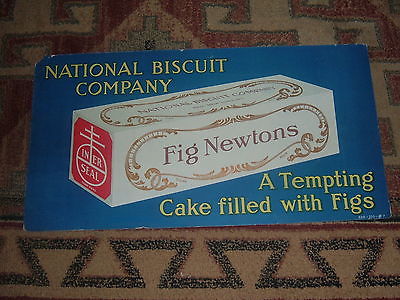 NATIONAL BISCUIT
COMPANY
NATIONAL BISCUIT COMPANY
Fig Newtons
IN ER
SEAL
A Tempting
Cake filled with Figs